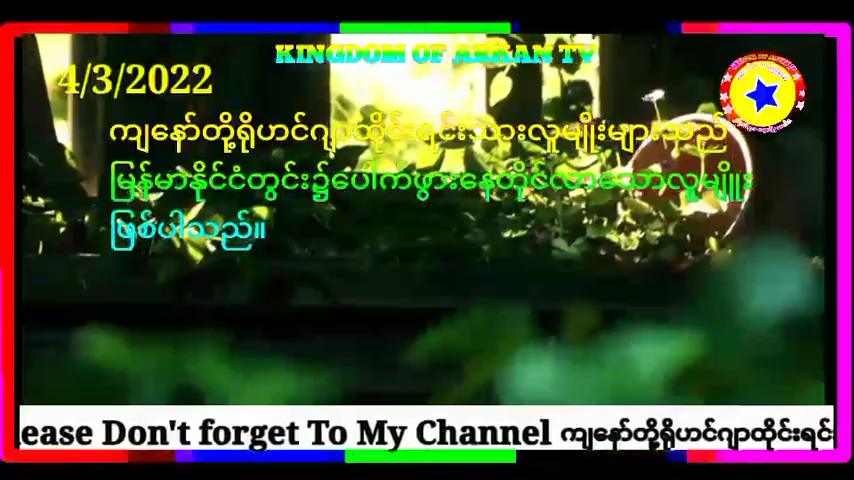 KINGDOM OF ARKAN TV
4/3/2022
ကျနော်တို့ရိုဟင်ဂျာထိုင်းရင်းသားလူမျိုးများသည်
မြန်မာနိုင်ငံတွင်း၌ပေါက်ဖွားနေတိုင်လာသောလူမျိုး
ဖြစ်ပါသည်။
lease Don't forget To My Channel ကျနော်တို့ရိုဟင်ဂျာထိုင်းရင်း